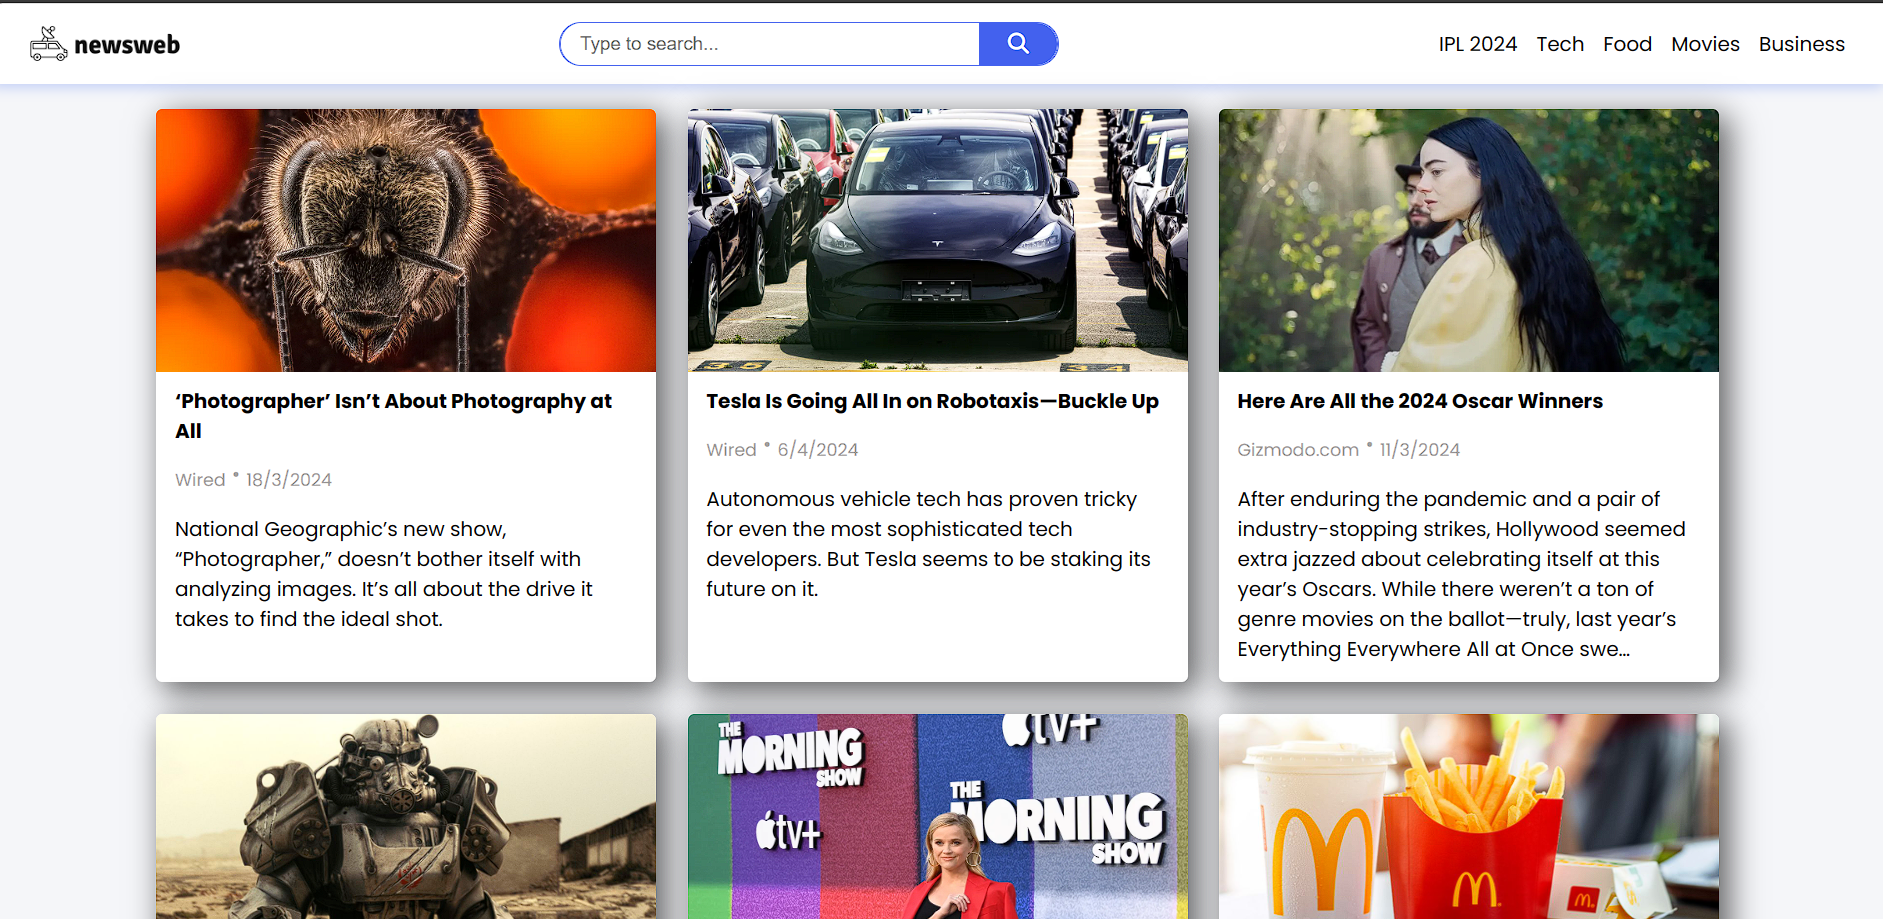 newsweb
Type to search...
IPL 2024 Tech Food Movies Business
35
34
‘Photographer’ Isn’t About Photography at
All
Wired • 18/3/2024
National Geographic’s new show,
“Photographer,” doesn’t bother itself with
analyzing images. It’s all about the drive it
takes to find the ideal shot.
Tesla Is Going All In on Robotaxis—Buckle Up
Wired • 6/4/2024
Autonomous vehicle tech has proven tricky
for even the most sophisticated tech
developers. But Tesla seems to be staking its
future on it.
Here Are All the 2024 Oscar Winners
Gizmodo.com • 11/3/2024
After enduring the pandemic and a pair of
industry-stopping strikes, Hollywood seemed
extra jazzed about celebrating itself at this
year’s Oscars. While there weren’t a ton of
genre movies on the ballot—truly, last year’s
Everything Everywhere All at Once swe…
THE
MORNING
SHOW
tv+
tv+
THE
MORNING
SHOW